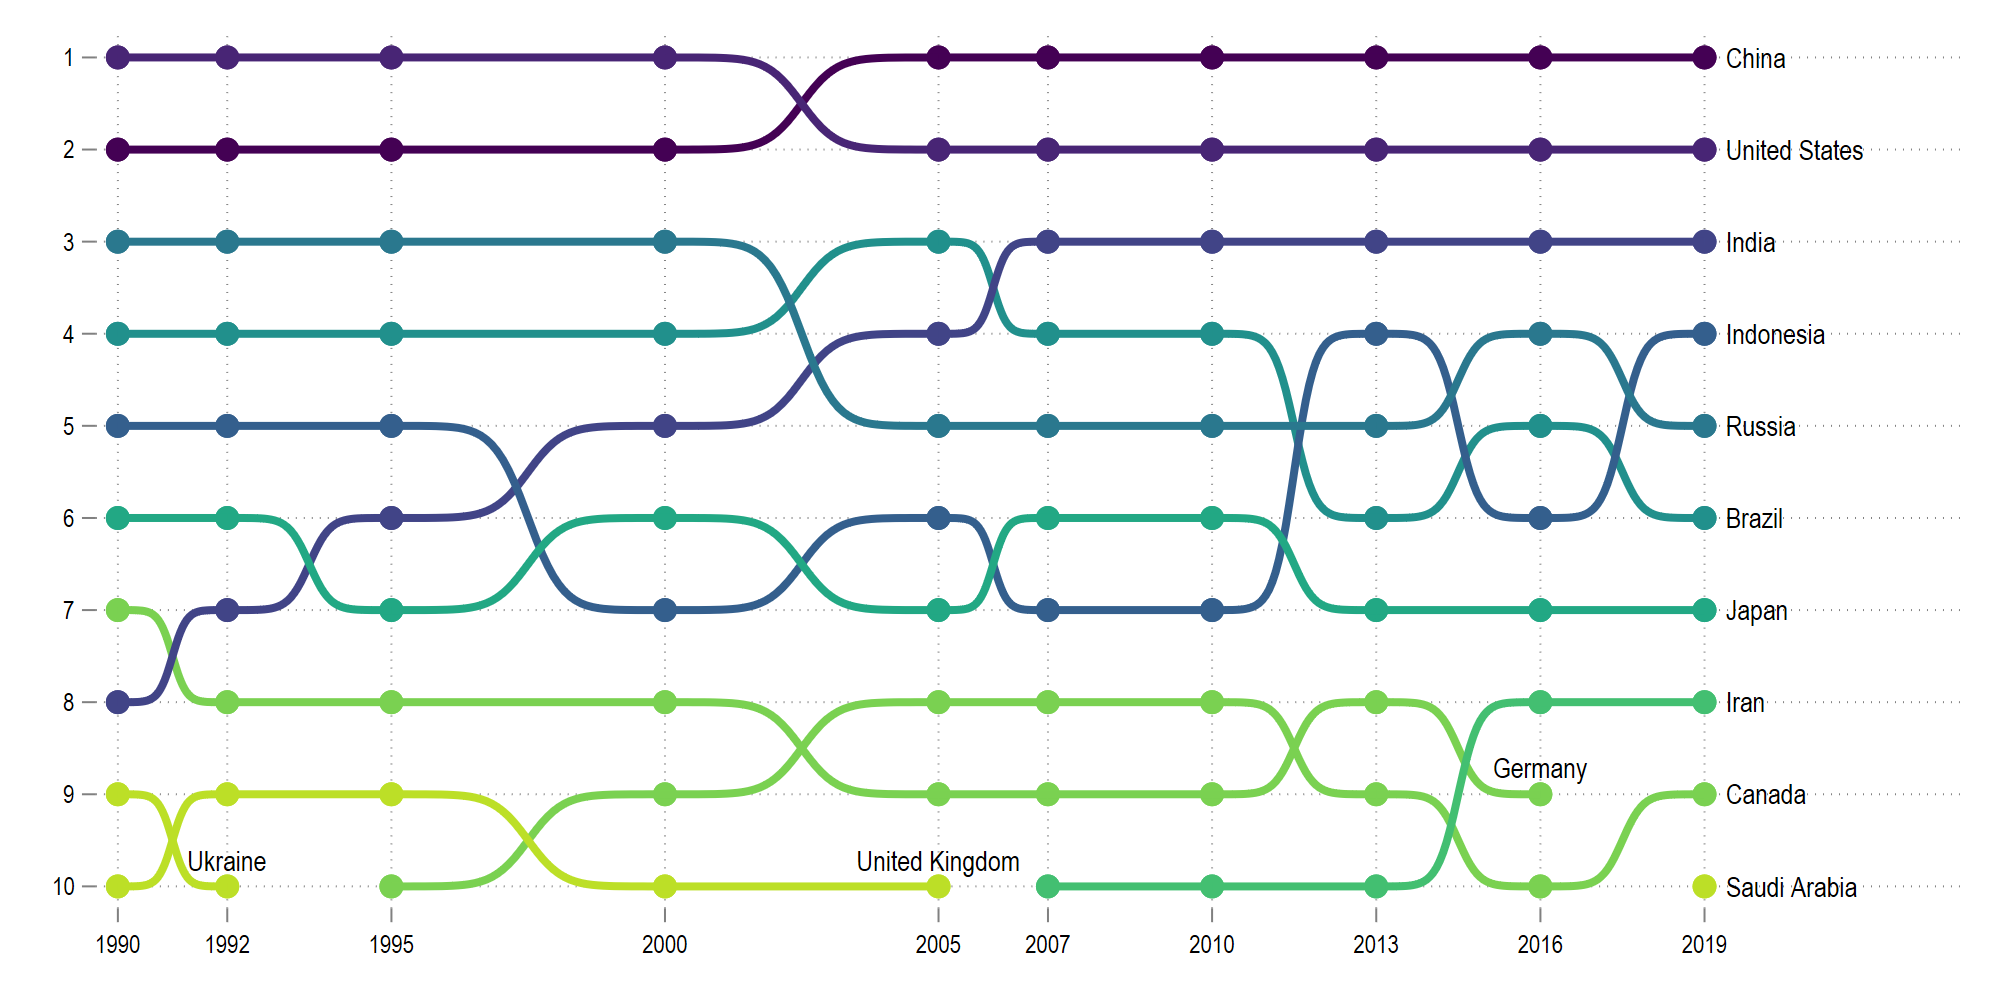 1 China
2 United States
3 India
4 Indonesia
5 Russia
6 Brazil
7 Japan
8 Iran
Germany
9 Canada
Ukraine United Kingdom
10 Saudi Arabia
1990 1992 1995 2000 2005 2007 2010 2013 2016 2019